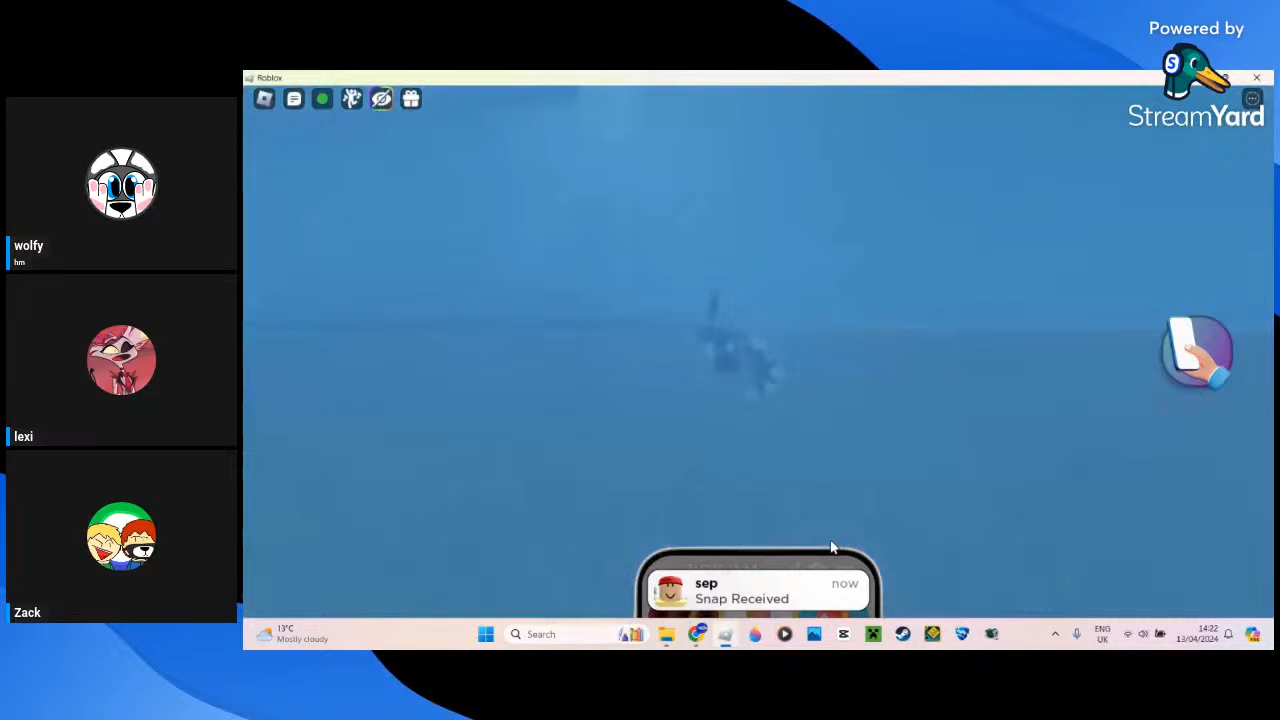 Powered by
StreamYard
Roblox
wolfy
hm
lexi
Zack
sep
now
Snap Received
13°C
Mostly cloudy
Search
ENG
UK
14:22
13/04/2024